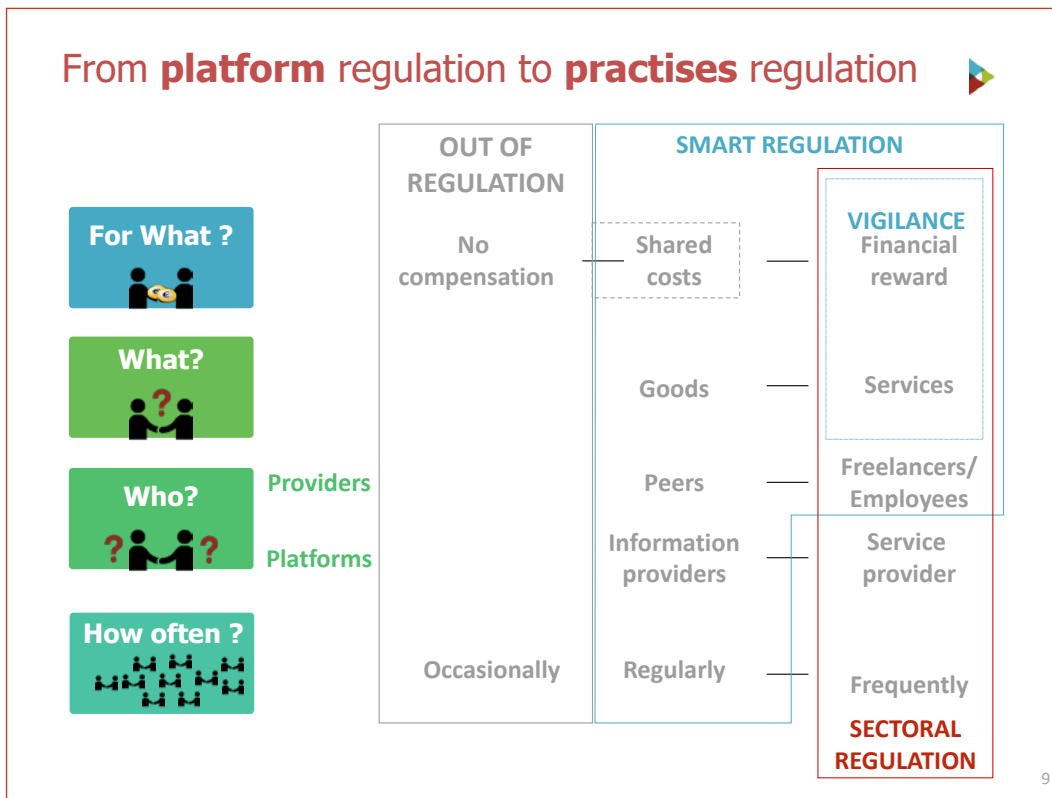 From platform regulation to practises regulation
OUT OF
REGULATION
SMART REGULATION
VIGILANCE
For What ?
No
compensation
Shared
costs
Financial
reward
What?
Goods
Services
Who?
Providers
Peers
Freelancers/
Employees
Platforms
Information
providers
Service
provider
How often ?
Occasionally
Regularly
Frequently
SECTORAL
REGULATION
9